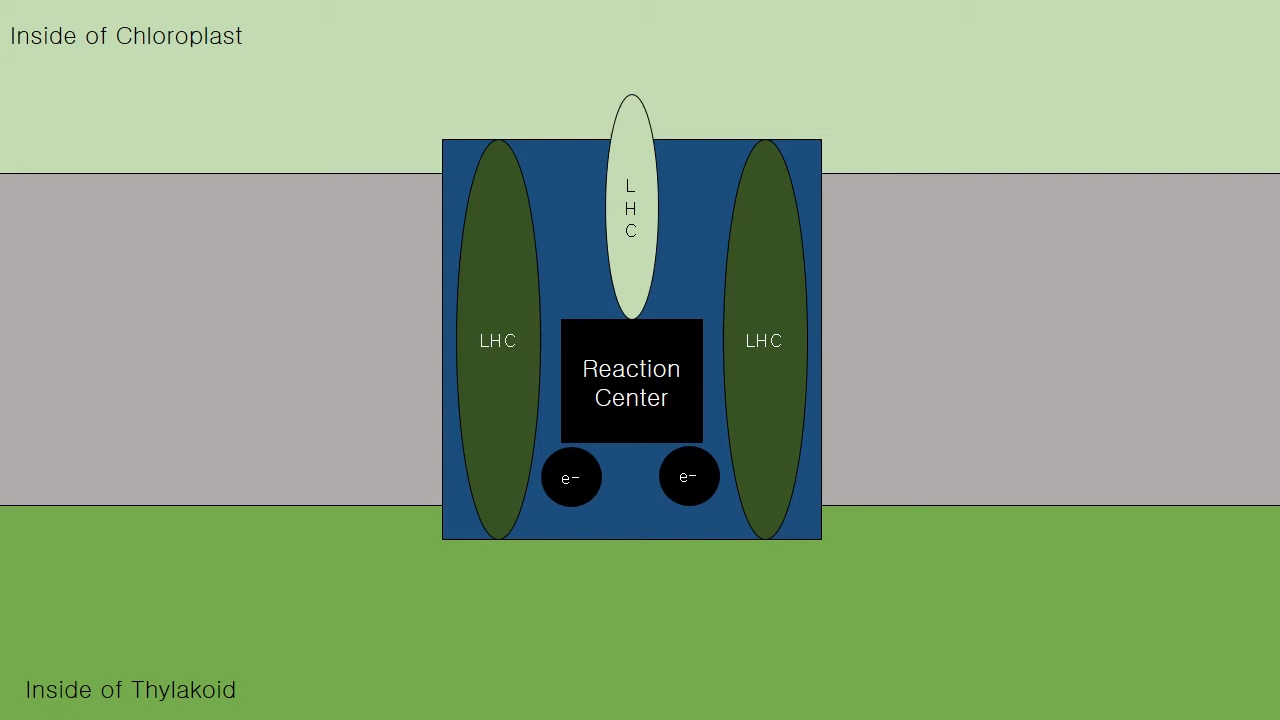 Inside of Chloroplast
L
H
C
LHC
LHC
Reaction
Center
e-
e-
Inside of Thylakoid